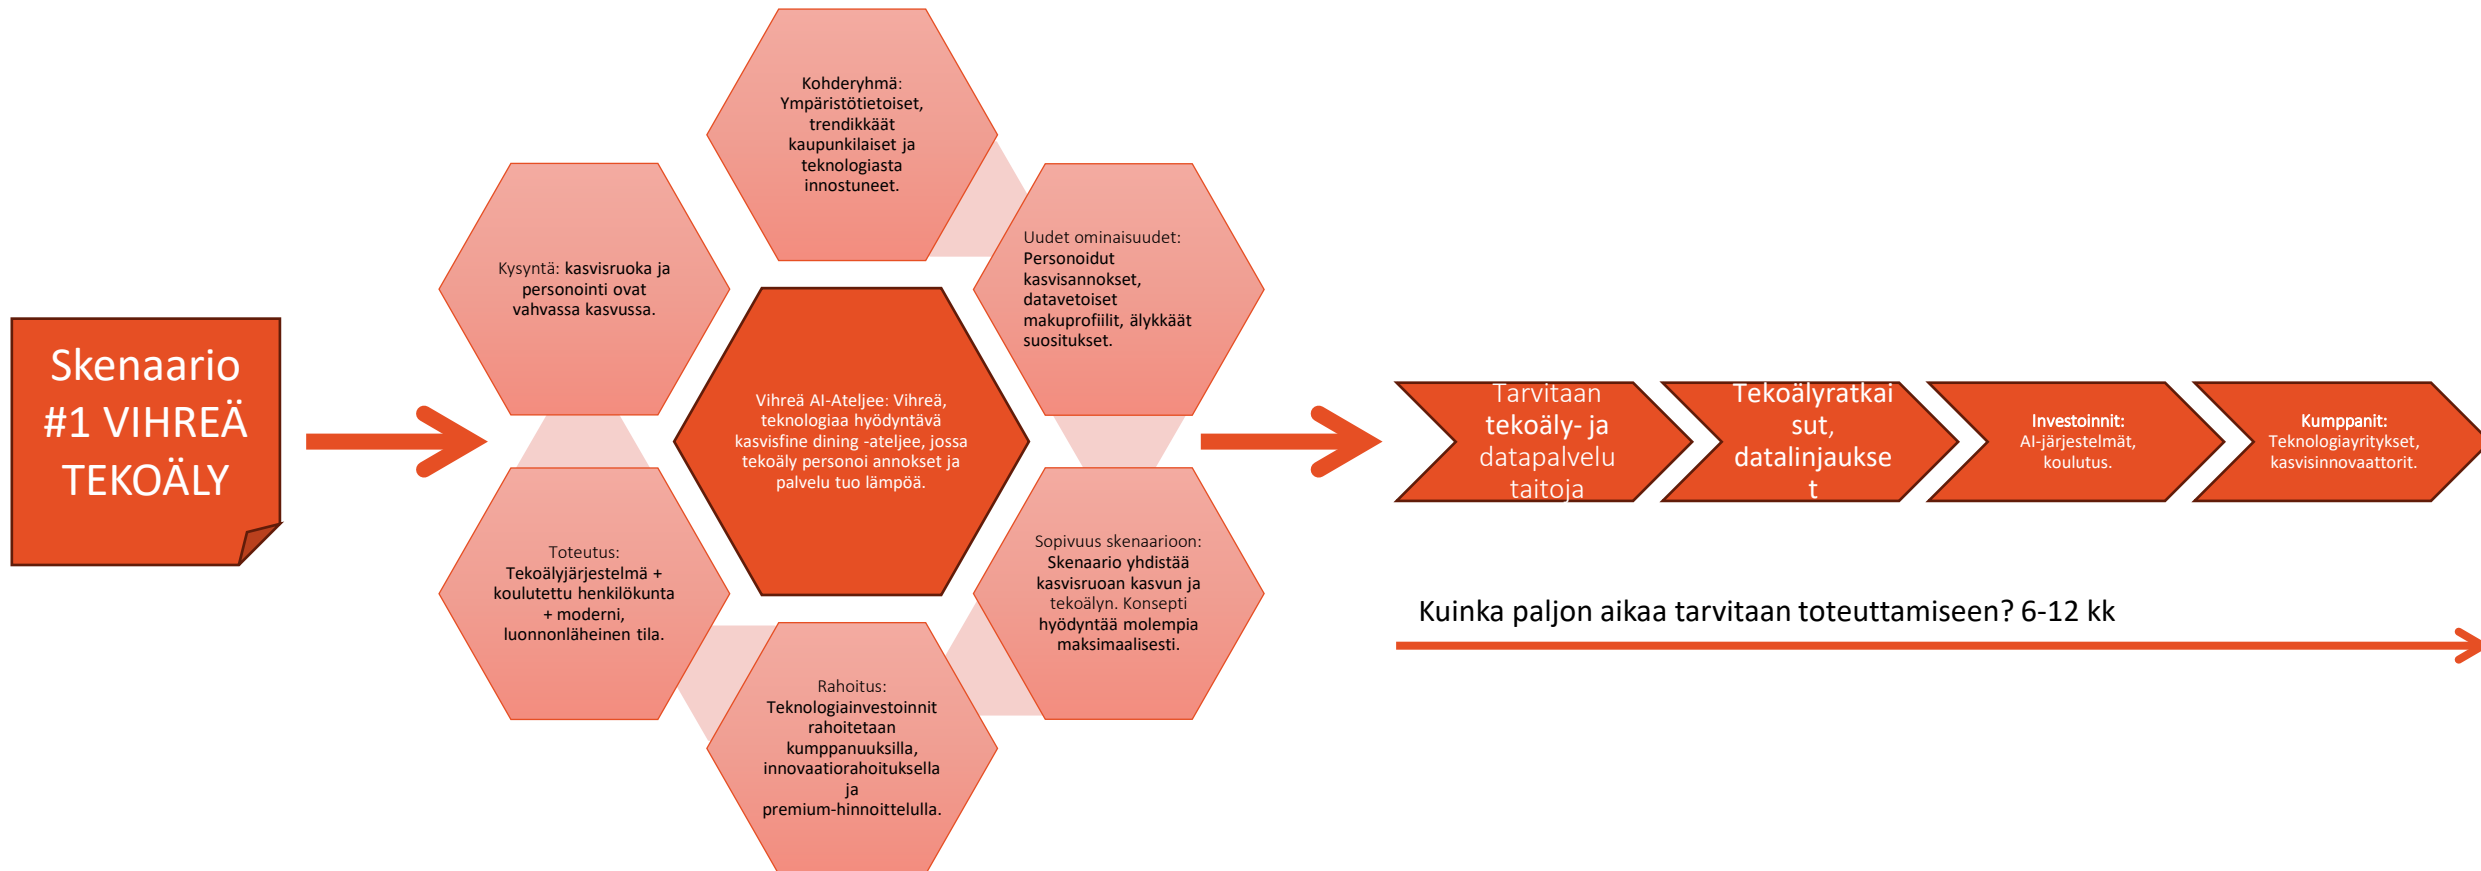 Skenaario
#1 VIHREÄ
TEKOÄLY
Kohderyhmä:
Ympäristötietoiset,
trendikkäät
kaupunkilaiset ja
teknologiasta
innostuneet.
Uudet ominaisuudet:
Personoidut
kasvisannokset,
datavetoiset
makuprofiilit, älykkäät
suositukset.
Sopivuus skenaarioon:
Skenaario yhdistää
kasvisruoan kasvun ja
tekoälyn. Konsepti
hyödyntää molempia
maksimaalisesti.
Rahoitus:
Teknologiainvestoinnit
rahoitetaan
kumppanuuksilla,
innovaatiorahoituksella
ja
premium-hinnoittelulla.
Toteutus:
Tekoälyjärjestelmä +
koulutettu henkilökunta
+ moderni,
luonnonläheinen tila.
Kysyntä: kasvisruoka ja
personointi ovat
vahvassa kasvussa.
Vihreä AI-Ateljee: Vihreä,
teknologiaa hyödyntävä
kasvisfine dining -ateljee, jossa
tekoäly personoi annokset ja
palvelu tuo lämpöä.
Tarvitaan
tekoäly- ja
datapalvelu
taitoja
Tekoälyratkai
sut,
datalinjaukse
t
Investoinnit:
AI-järjestelmät,
koulutus.
Kumppanit:
Teknologiayritykset,
kasvisinnovaattorit.
Kuinka paljon aikaa tarvitaan toteuttamiseen? 6-12 kk